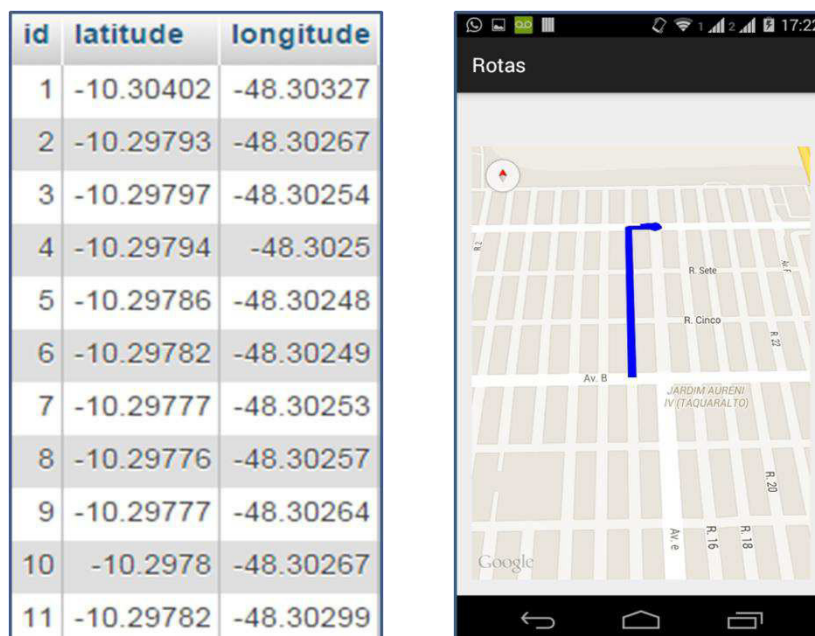 id latitude longitude
1 -10.30402 -48.30327
2 -10.29793 -48.30267
3 -10.29797 -48.30254
4 -10.29794 -48.3025
5 -10.29786 -48.30248
6 -10.29782 -48.30249
7 -10.29777 -48.30253
8 -10.29776 -48.30257
9 -10.29777 -48.30264
10 -10.2978 -48.30267
11 -10.29782 -48.30299
1 2 17:22
Rotas
R. Sete
R. Cinco
R. 22
Av. B
JARDIM AURENI
IV (TAQUARALTO)
R. 20
Av. e
R. 16
R. 18
Google